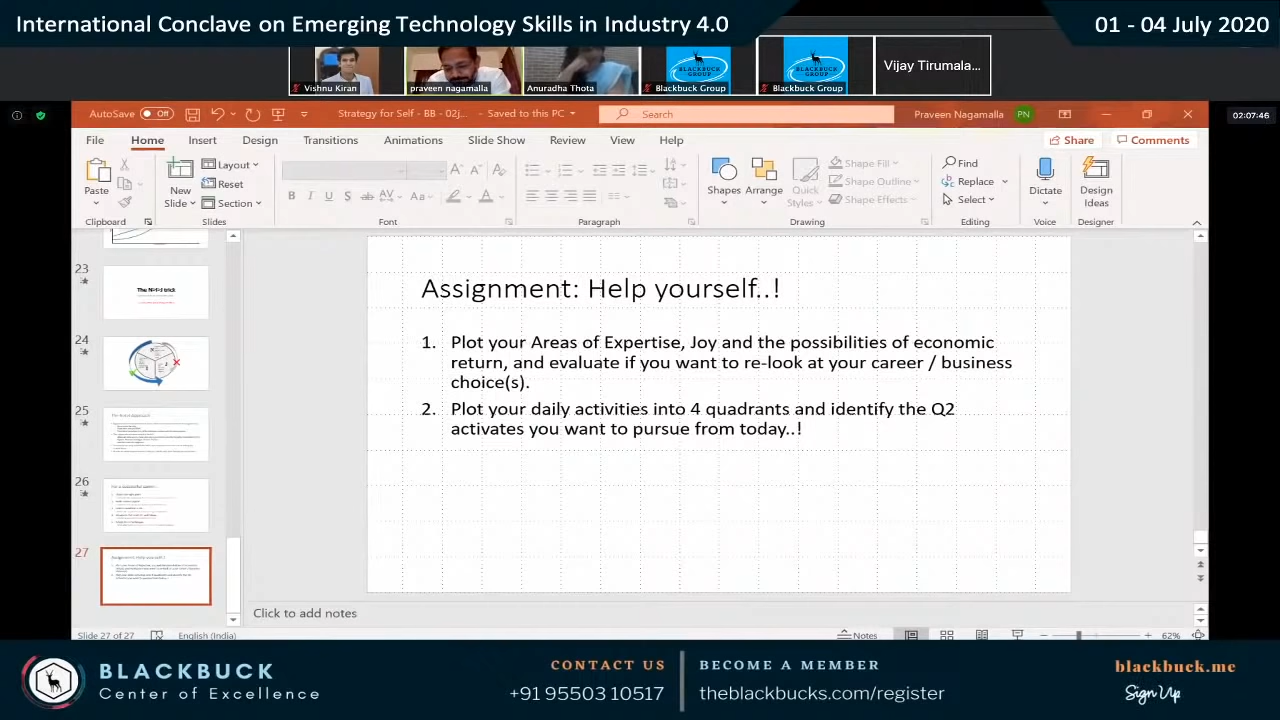 International Conclave on Emerging Technology Skills in Industry 4.0
01 - 04 July 2020
Vishnu Kiran
praveen nagamalla
Anuradha Thota
BLACKBUCK
GROUP
Blackbuck Group
BLACKBUCK
GROUP
Blackbuck Group
Vijay Tirumala...
02:07:46
AutoSave Off
Strategy for Self - BB - 02j... - Saved to this PC
Search
Praveen Nagamalla
PN
File Home Insert Draw Design Transitions Animations Slide Show Review View Help
Share
Comments
Paste
New
Slide
Layout
Reset
Section
Shapes
Arrange
Quick
Styles
Shape Fill
Shape Outline
Shape Effects
Find
Replace
Select
Dictate
Design
Ideas
Clipboard
Slides
Font
Paragraph
Drawing
Editing
Voice
Designer
23
24
25
26
27
Assignment: Help yourself..!
1. Plot your Areas of Expertise, Joy and the possibilities of economic
return, and evaluate if you want to re-look at your career / business
choice(s).
2. Plot your daily activities into 4 quadrants and identify the Q2
activates you want to pursue from today..!
Click to add notes
Slide 27 of 27
English (India)
Notes
62%
BLACKBUCK
Center of Excellence
CONTACT US
+91 95503 10517
BECOME A MEMBER
theblackbucks.com/register
blackbuck.me
Sign Up